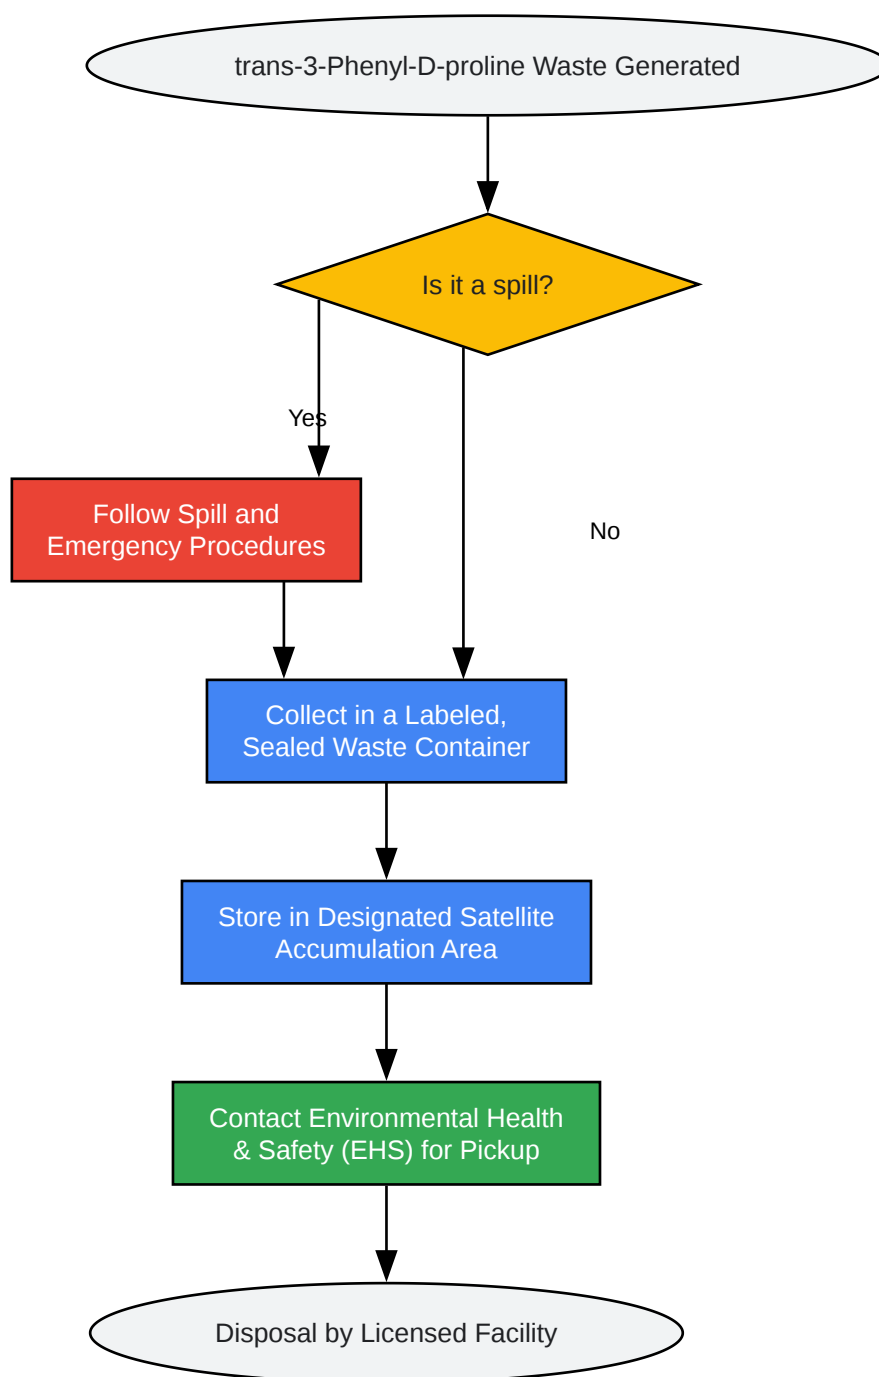 trans-3-Phenyl-D-proline Waste Generated
Is it a spill?
Yes
Follow Spill and
Emergency Procedures
No
Collect in a Labeled,
Sealed Waste Container
Store in Designated Satellite
Accumulation Area
Contact Environmental Health
& Safety (EHS) for Pickup
Disposal by Licensed Facility